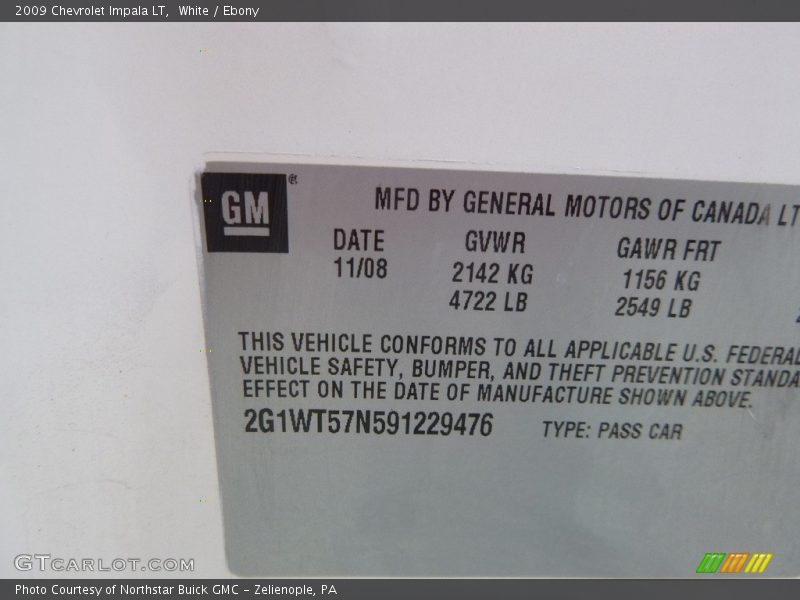 2009 Chevrolet Impala LT, White / Ebony
GM®
MFD BY GENERAL MOTORS OF CANADA LT
DATE GVWR GAWR FRT
11/08 2142 KG 1156 KG
4722 LB 2549 LB
THIS VEHICLE CONFORMS TO ALL APPLICABLE U.S. FEDERAL
VEHICLE SAFETY, BUMPER, AND THEFT PREVENTION STANDA
EFFECT ON THE DATE OF MANUFACTURE SHOWN ABOVE.
2G1WT57N591229476 TYPE: PASS CAR
GTCARLOT.COM
Photo Courtesy of Northstar Buick GMC - Zelienople, PA